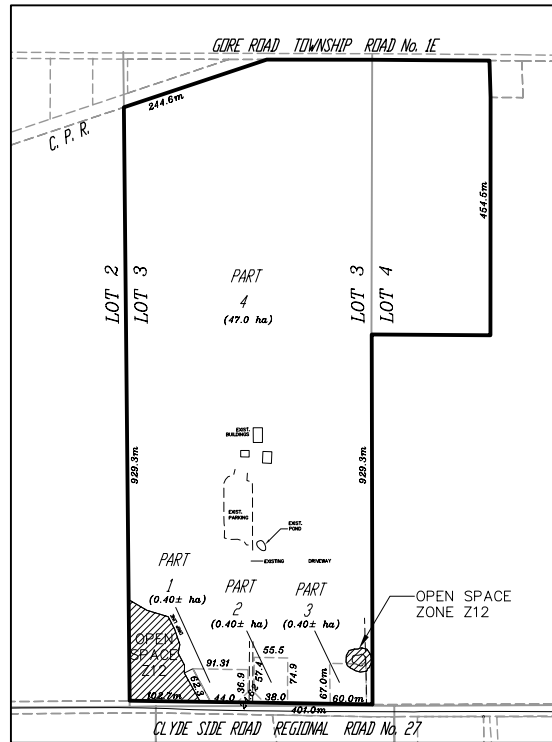 GORE ROAD TOWNSHIP ROAD No. 1E
244.6m
C. P. R.
454.5m
LOT 2
LOT 3
LOT 3
LOT 4
PART
4
(47.0 ha)
EXIST.
BUILDINGS
929.3m
929.3m
EXIST.
PARKING
EXIST.
POND
EXISTING DRIVEWAY
PART
1
(0.40± ha)
PART
2
(0.40± ha)
PART
3
(0.40± ha)
OPEN SPACE
ZONE Z12
OPEN
SPACE
Z12
91.31
55.5
62.3
36.9
57.4
74.9
67.0m
102.7m
44.0
38.0
60.0m
401.0m
CLYDE SIDE ROAD REGIONAL ROAD No. 27